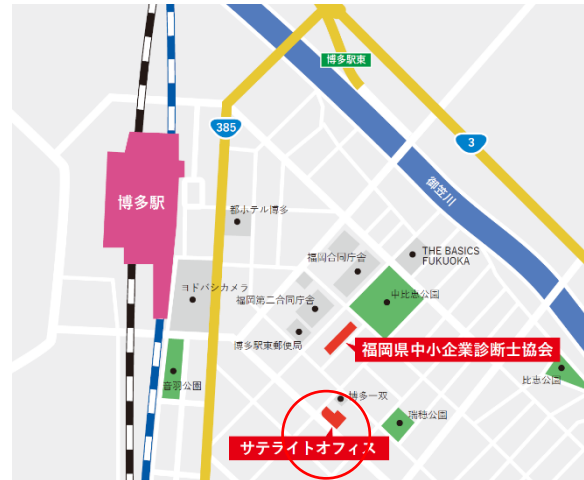 博多駅東
385
3
博多駅
御笠川
都ホテル博多
福岡合同庁舎
THE BASICS
FUKUOKA
ヨドバシカメラ
福岡第二合同庁舎
中比恵公園
博多駅東郵便局
福岡県中小企業診断士協会
音羽公園
比恵公園
博多一双
瑞穂公園
サテライトオフィス